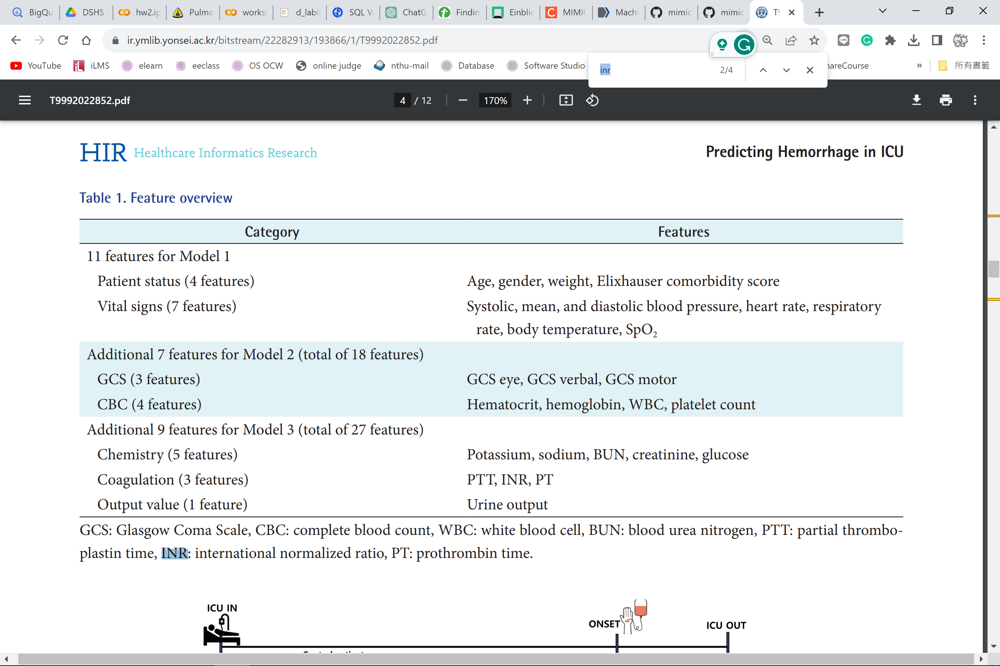 BigQu
DSHS
hw2.ip
Pulmo
works
d_labi
SQL Va
ChatG
Findin
Einblic
MIMIC
Machi
mimic
mimic
ir.ymlib.yonsei.ac.kr/bitstream/22282913/193866/1/T9992022852.pdf
YouTube iLMS elearn eeclass OS OCW online judge nthu-mail Database Software Studio
inr 2/4
hareCourse » 所有書籤
T9992022852.pdf
4 / 12
170%
HIR Healthcare Informatics Research
Predicting Hemorrhage in ICU
Table 1. Feature overview
Category Features
11 features for Model 1
Patient status (4 features) Age, gender, weight, Elixhauser comorbidity score
Vital signs (7 features) Systolic, mean, and diastolic blood pressure, heart rate, respiratory
rate, body temperature, SpO₂
Additional 7 features for Model 2 (total of 18 features)
GCS (3 features) GCS eye, GCS verbal, GCS motor
CBC (4 features) Hematocrit, hemoglobin, WBC, platelet count
Additional 9 features for Model 3 (total of 27 features)
Chemistry (5 features) Potassium, sodium, BUN, creatinine, glucose
Coagulation (3 features) PTT, INR, PT
Output value (1 feature) Urine output
GCS: Glasgow Coma Scale, CBC: complete blood count, WBC: white blood cell, BUN: blood urea nitrogen, PTT: partial thrombo-
plastin time, INR: international normalized ratio, PT: prothrombin time.
ICU IN
ONSET
ICU OUT